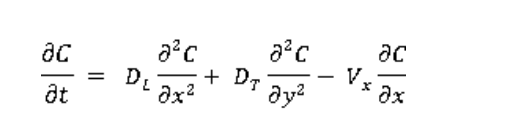 ∂C/∂t = D_L ∂²C/∂x² + D_T ∂²C/∂y² − V_x ∂C/∂x